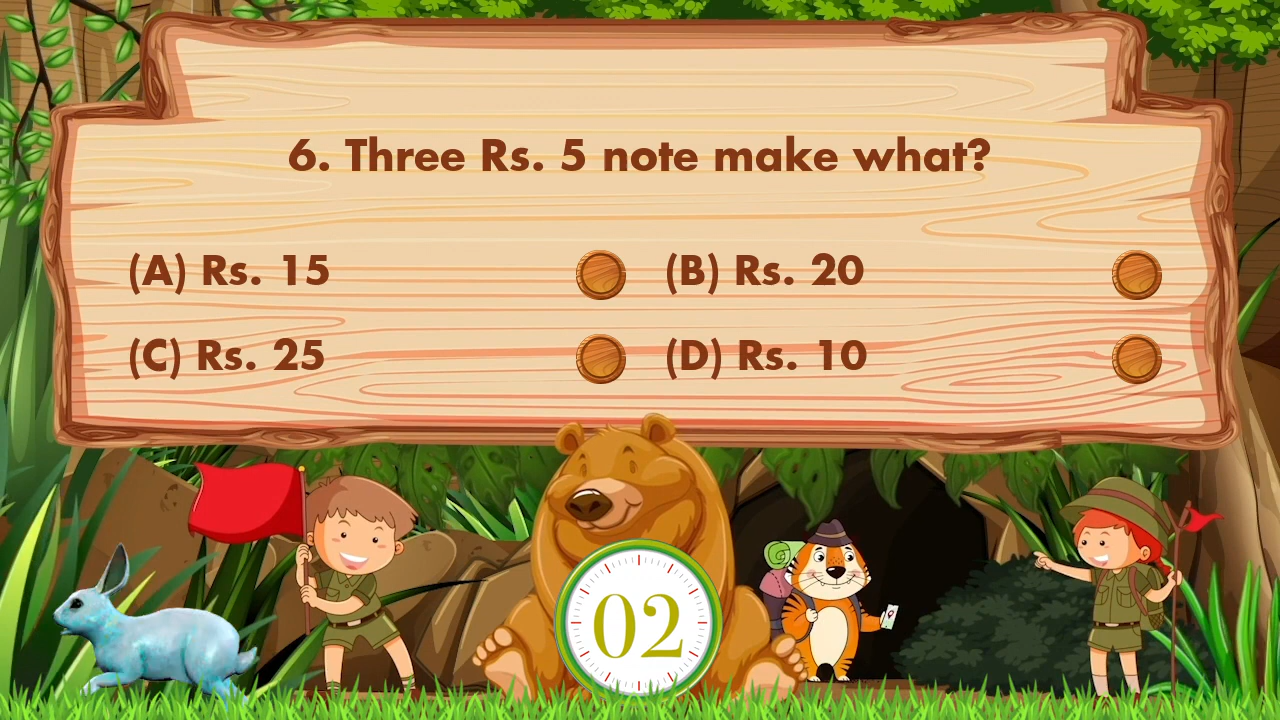 6. Three Rs. 5 note make what?
(A) Rs. 15
(B) Rs. 20
(C) Rs. 25
(D) Rs. 10
02